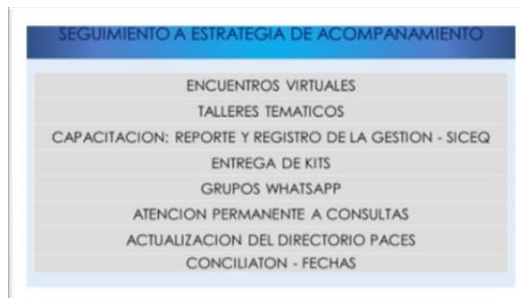 SEGUIMIENTO A ESTRATEGIA DE ACOMPAÑAMIENTO
ENCUENTROS VIRTUALES
TALLERES TEMATICOS
CAPACITACION: REPORTE Y REGISTRO DE LA GESTION - SICEQ
ENTREGA DE KITS
GRUPOS WHATSAPP
ATENCION PERMANENTE A CONSULTAS
ACTUALIZACION DEL DIRECTORIO PACES
CONCILIATON - FECHAS